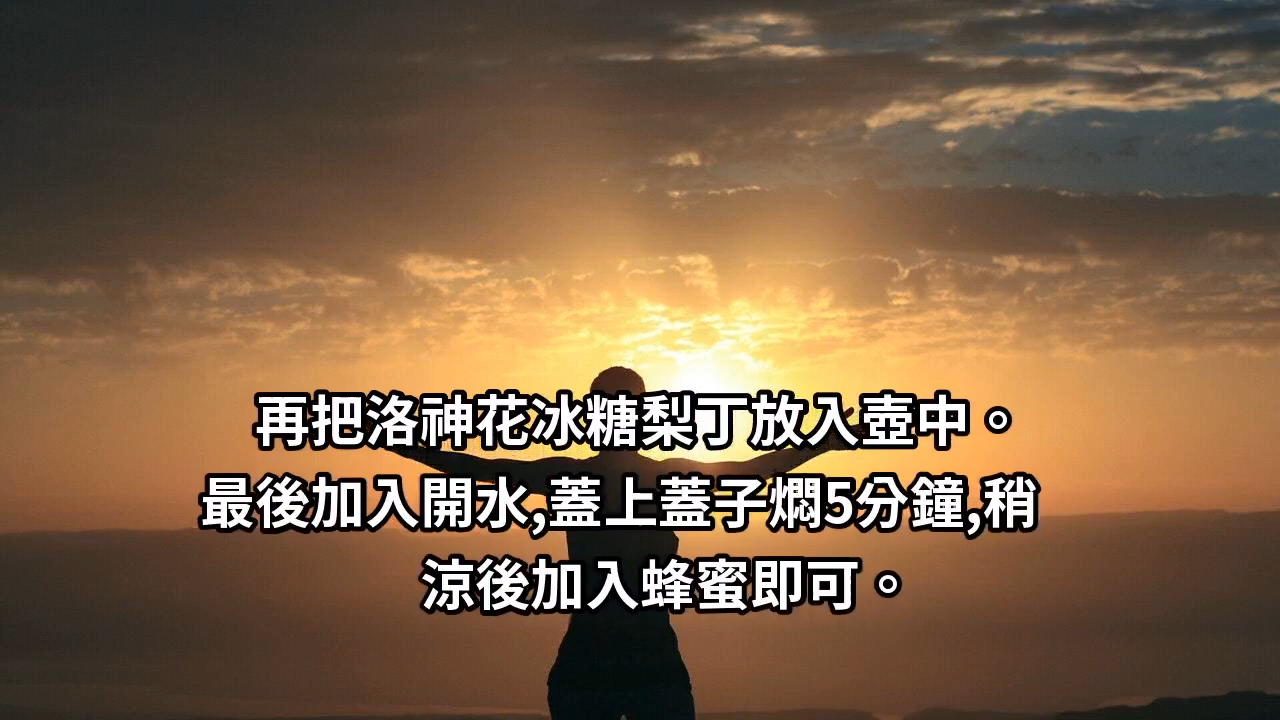 再把洛神花冰糖梨丁放入壺中。
最後加入開水,蓋上蓋子燜5分鐘,稍
涼後加入蜂蜜即可。